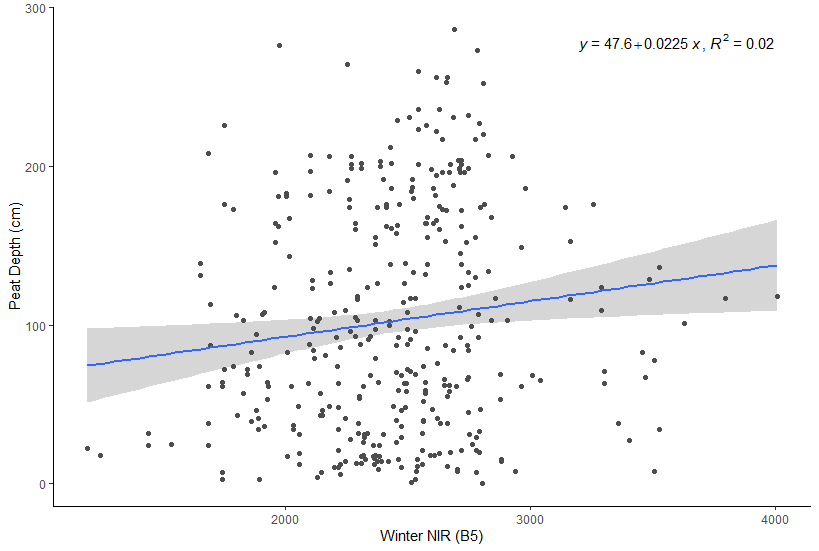 300
y = 47.6+0.0225 x, R² = 0.02
200
Peat Depth (cm)
100
0
2000 3000 4000
Winter NIR (B5)